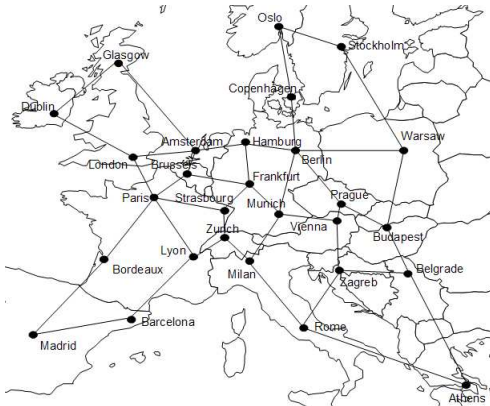 Oslo
Stockholm
Glasgow
Copenhagen
Dublin
Amsterdam
Hamburg
Warsaw
London
Brussels
Berlin
Frankfurt
Paris
Strasbourg
Munich
Prague
Zurich
Vienna
Budapest
Lyon
Bordeaux
Milan
Zagreb
Belgrade
Barcelona
Rome
Madrid
Athens